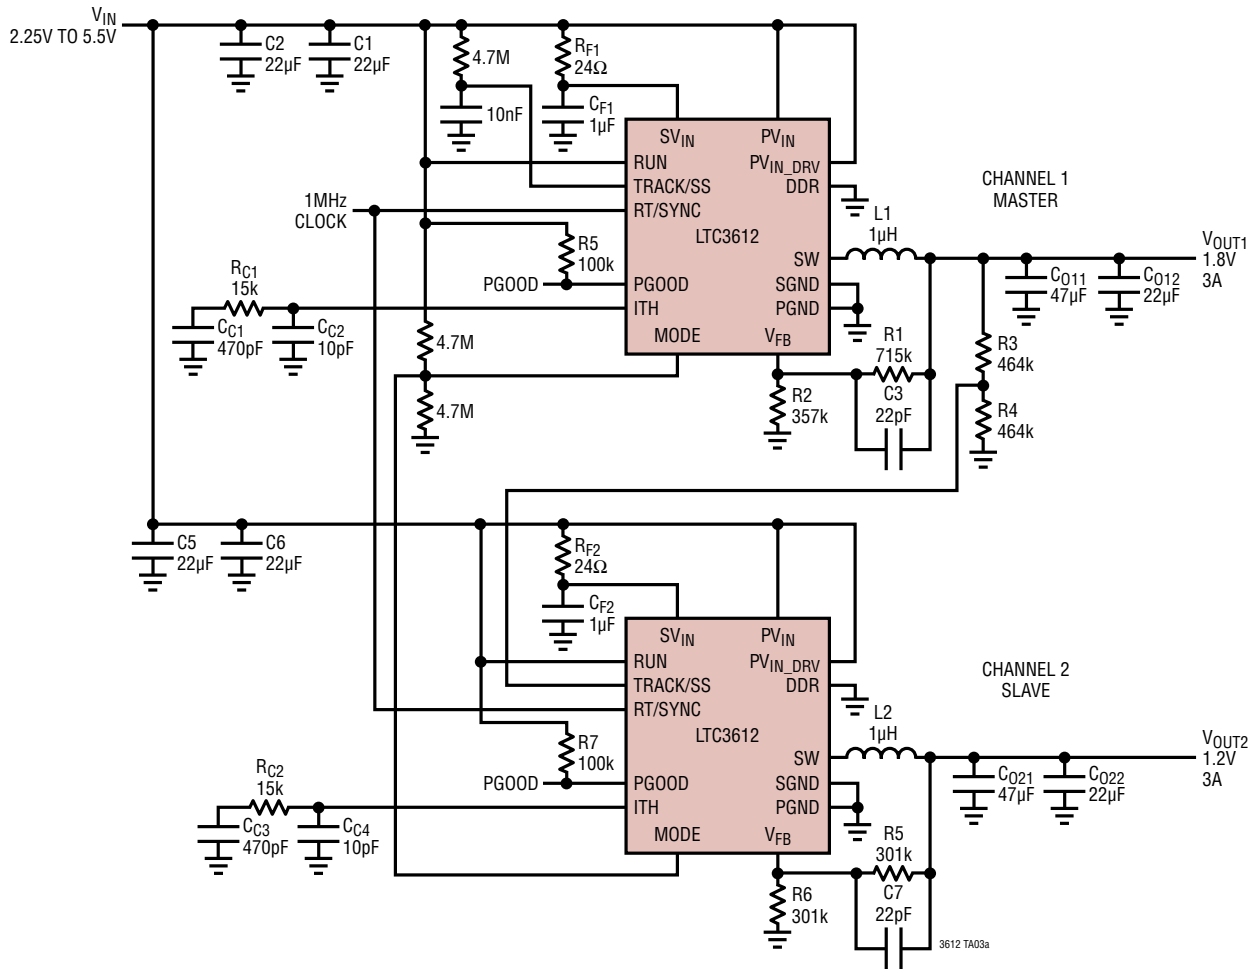 VIN
2.25V TO 5.5V
C2
22µF
C1
22µF
4.7M
10nF
RF1
24Ω
CF1
1µF
SVIN
PVIN
RUN
PVIN_DRV
TRACK/SS
DDR
1MHz
CLOCK
RT/SYNC
LTC3612
CHANNEL 1
MASTER
L1
1µH
R5
100k
SW
VOUT1
1.8V
3A
PGOOD
PGOOD
SGND
ITH
PGND
MODE
VFB
RC1
15k
CC1
470pF
CC2
10pF
CO11
47µF
CO12
22µF
4.7M
4.7M
R1
715k
C3
22pF
R2
357k
R3
464k
R4
464k
C5
22µF
C6
22µF
RF2
24Ω
CF2
1µF
SVIN
PVIN
RUN
PVIN_DRV
TRACK/SS
DDR
RT/SYNC
LTC3612
CHANNEL 2
SLAVE
L2
1µH
R7
100k
SW
VOUT2
1.2V
3A
PGOOD
PGOOD
SGND
ITH
PGND
MODE
VFB
RC2
15k
CC3
470pF
CC4
10pF
CO21
47µF
CO22
22µF
R5
301k
C7
22pF
R6
301k
3612 TA03a